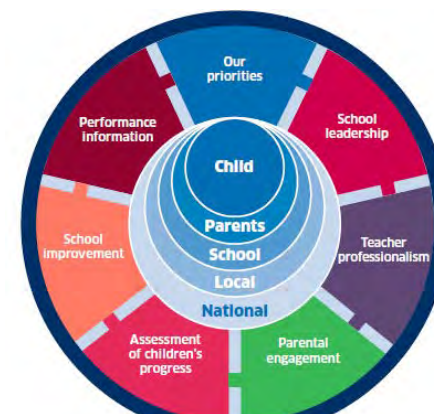 Our
priorities
School
leadership
Teacher
professionalism
Parental
engagement
Assessment
of children's
progress
School
improvement
Performance
information
Child
Parents
School
Local
National